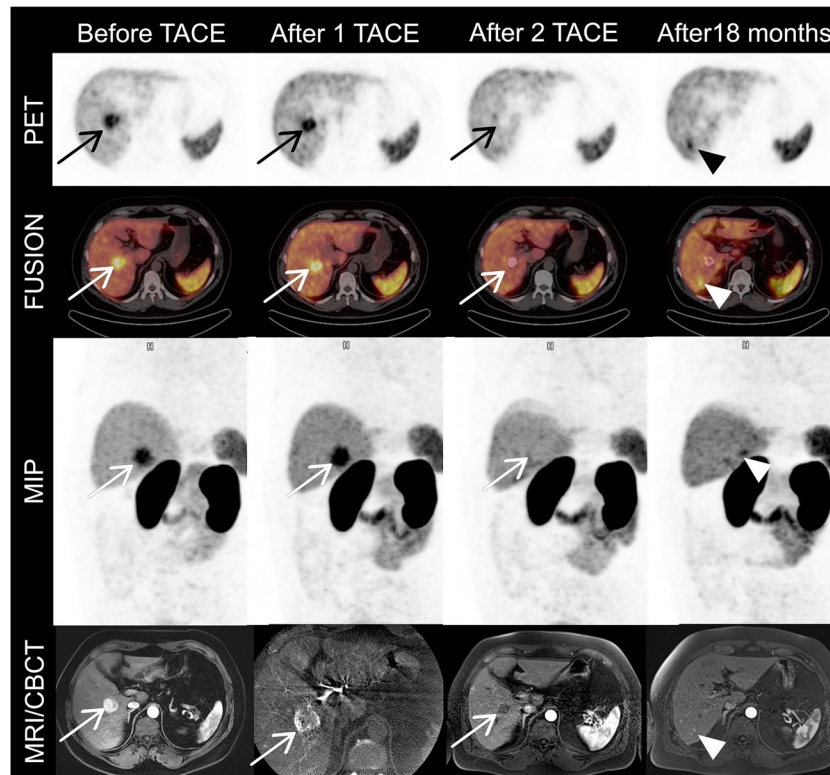 Before TACE
After 1 TACE
After 2 TACE
After18 months
PET
FUSION
MIP
MRI/CBCT